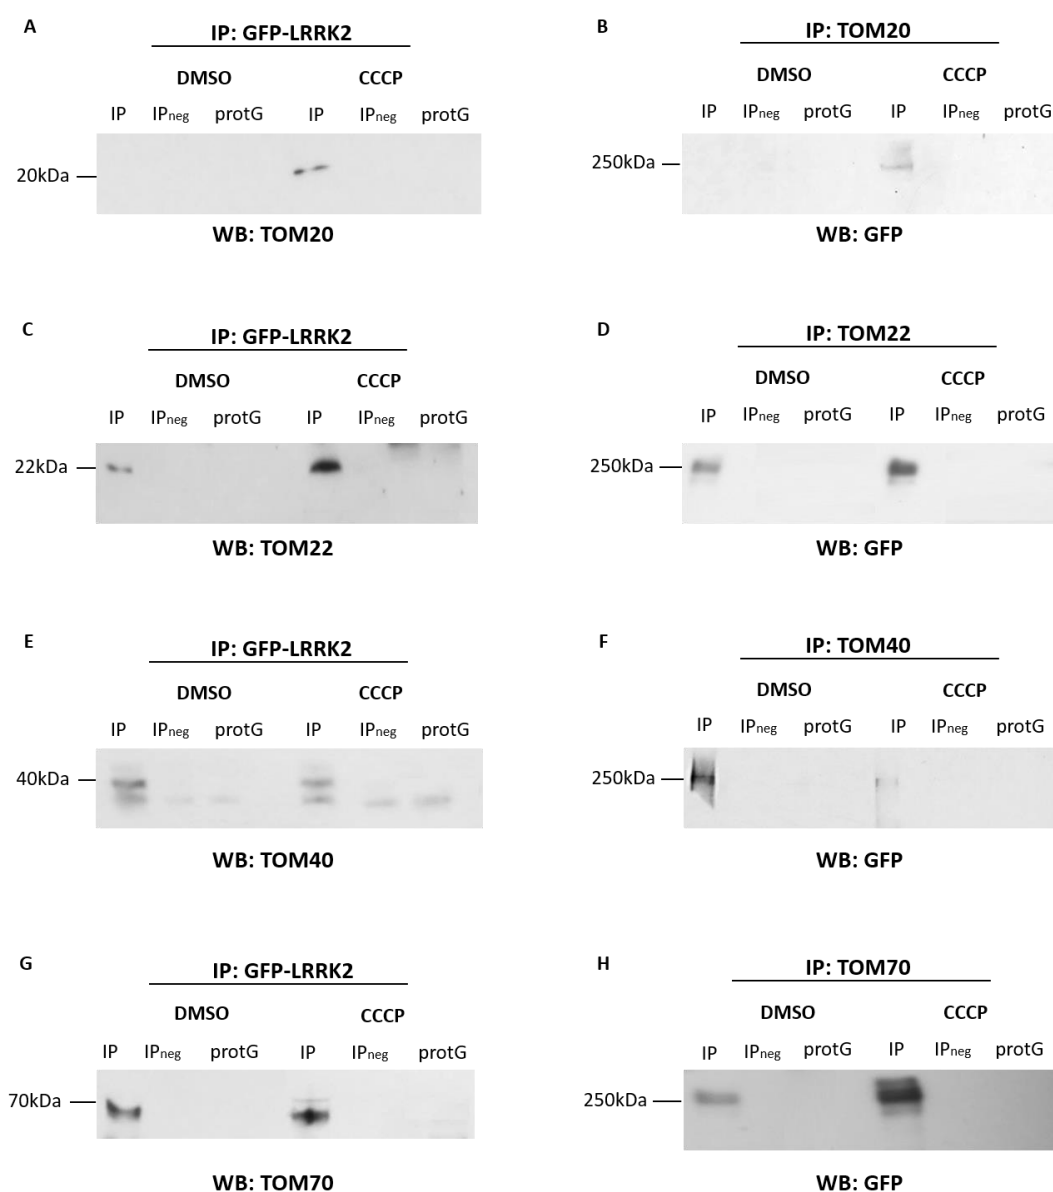 A
IP: GFP-LRRK2
DMSO CCCP
IP IPneg protG IP IPneg protG
20kDa
WB: TOM20
B
IP: TOM20
DMSO CCCP
IP IPneg protG IP IPneg protG
250kDa
WB: GFP
C
IP: GFP-LRRK2
DMSO CCCP
IP IPneg protG IP IPneg protG
22kDa
WB: TOM22
D
IP: TOM22
DMSO CCCP
IP IPneg protG IP IPneg protG
250kDa
WB: GFP
E
IP: GFP-LRRK2
DMSO CCCP
IP IPneg protG IP IPneg protG
40kDa
WB: TOM40
F
IP: TOM40
DMSO CCCP
IP IPneg protG IP IPneg protG
250kDa
WB: GFP
G
IP: GFP-LRRK2
DMSO CCCP
IP IPneg protG IP IPneg protG
70kDa
WB: TOM70
H
IP: TOM70
DMSO CCCP
IP IPneg protG IP IPneg protG
250kDa
WB: GFP